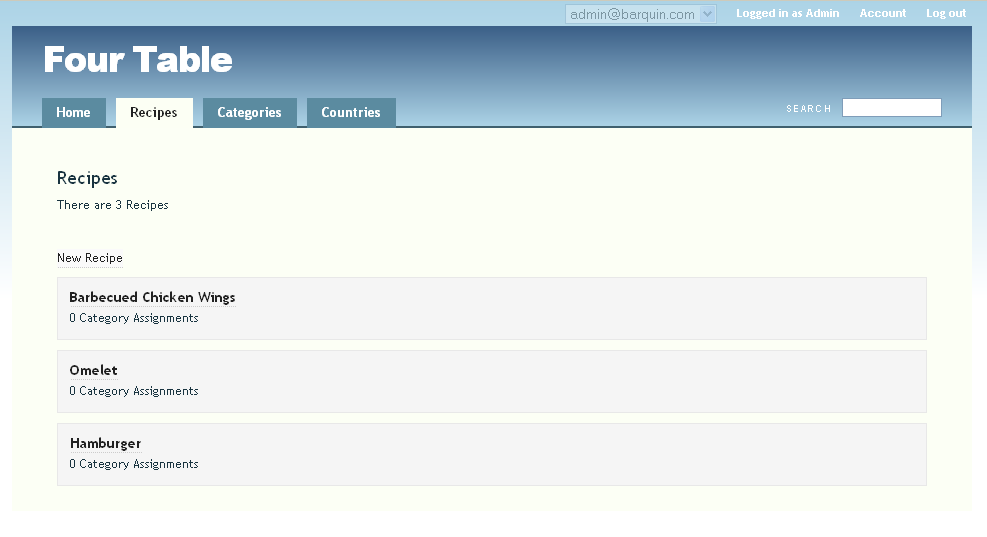 admin@barquin.com Logged in as Admin Account Log out
Four Table
Home Recipes Categories Countries SEARCH
Recipes
There are 3 Recipes
New Recipe
Barbecued Chicken Wings
0 Category Assignments
Omelet
0 Category Assignments
Hamburger
0 Category Assignments